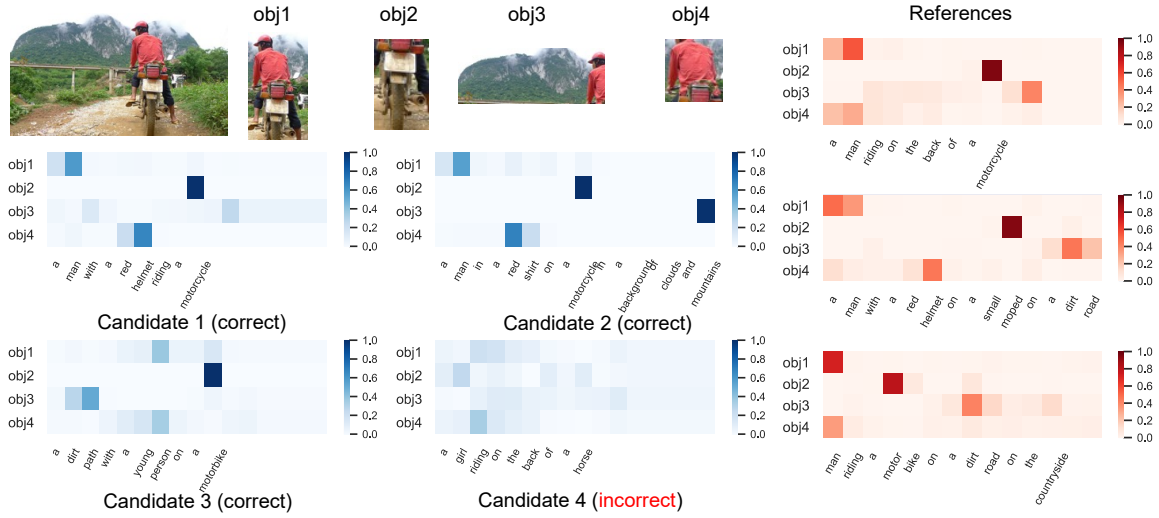 obj1 obj2 obj3 obj4 References
obj1
obj2
obj3
obj4
1.0
0.8
0.6
0.4
0.2
0.0
a man riding on the back of a motorcycle
obj1
obj2
obj3
obj4
1.0
0.8
0.6
0.4
0.2
0.0
a man with a red helmet riding a motorcycle
Candidate 1 (correct)
obj1
obj2
obj3
obj4
1.0
0.8
0.6
0.4
0.2
0.0
a man in a red shirt on a motorcycle in a background of clouds and mountains
Candidate 2 (correct)
obj1
obj2
obj3
obj4
1.0
0.8
0.6
0.4
0.2
0.0
a man with a red helmet on a small moped on a dirt road
obj1
obj2
obj3
obj4
1.0
0.8
0.6
0.4
0.2
0.0
a dirt path with a young person on a motorbike
Candidate 3 (correct)
obj1
obj2
obj3
obj4
1.0
0.8
0.6
0.4
0.2
0.0
a girl riding on the back of a horse
Candidate 4 (incorrect)
obj1
obj2
obj3
obj4
1.0
0.8
0.6
0.4
0.2
0.0
man riding a motor bike on a dirt road on the countryside